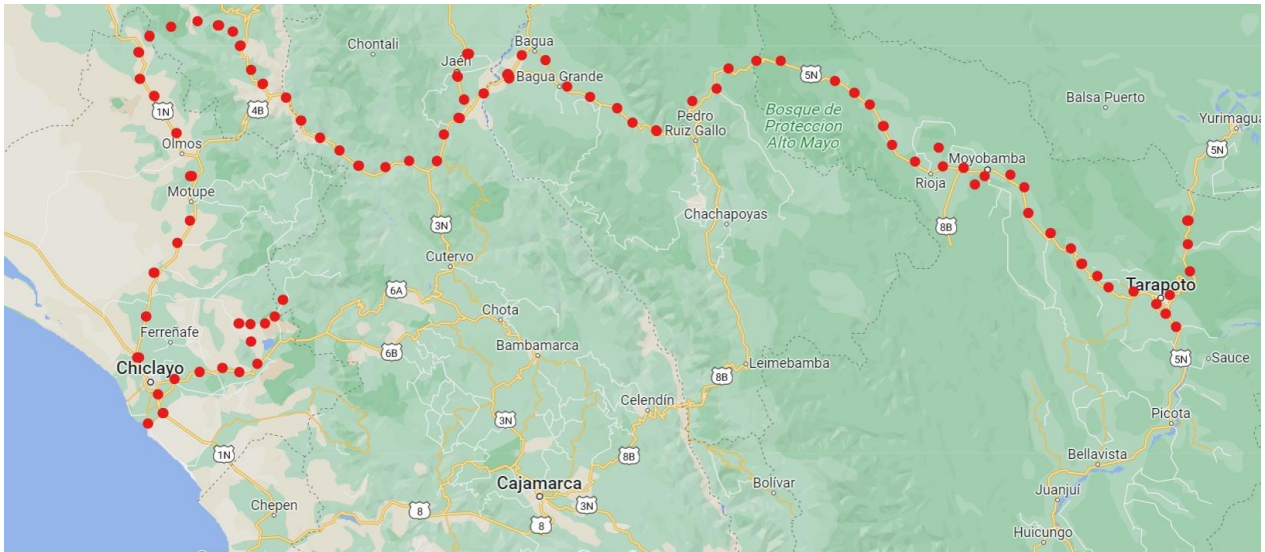 Chontali
Bagua
Jaén
Bagua Grande
5N
Balsa Puerto
1N
4B
Bosque de
Proteccion
Alto Mayo
Pedro
Ruiz Gallo
Yurimagu
5N
Olmos
Moyobamba
Rioja
Motupe
Chachapoyas
3N
8B
Cutervo
6A
Tarapoto
Chota
Ferreñafe
6B
Bambamarca
Chiclayo
Leimebamba
5N
Sauce
8B
Celendín
3N
Picota
1N
8B
Bellavista
Cajamarca
Bolívar
Juanjuí
Chepen
8
3N
8
Huicungo